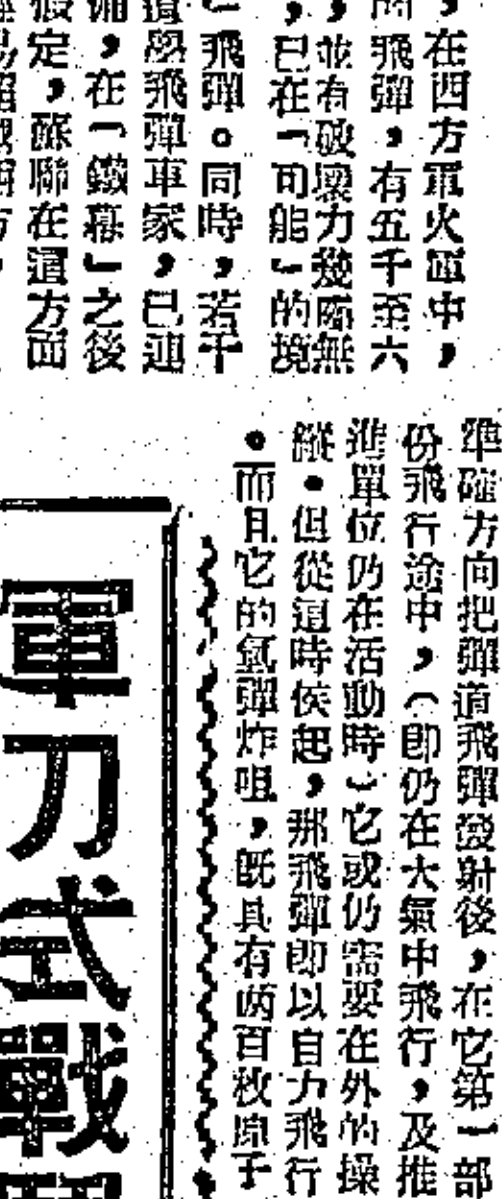 ，在四方軍火庫中，
的飛彈，有五千至六
，並有破壞力幾臨無
，已在「可能」的境
飛彈。同時，若干
學飛彈專家，已運
備，在「鐵幕」之後
假定，蘇聯在這方面
準確方向把彈道飛彈發射後，在它第一部
份飛行途中，（即仍在大氣中飛行，及推
進單位仍在活動時）它或仍需要在外的操
縱。但從這時候起，那飛彈即以自力飛行
。而且它的氫彈炸咀，既具有両百枚原子
軍刀式戰